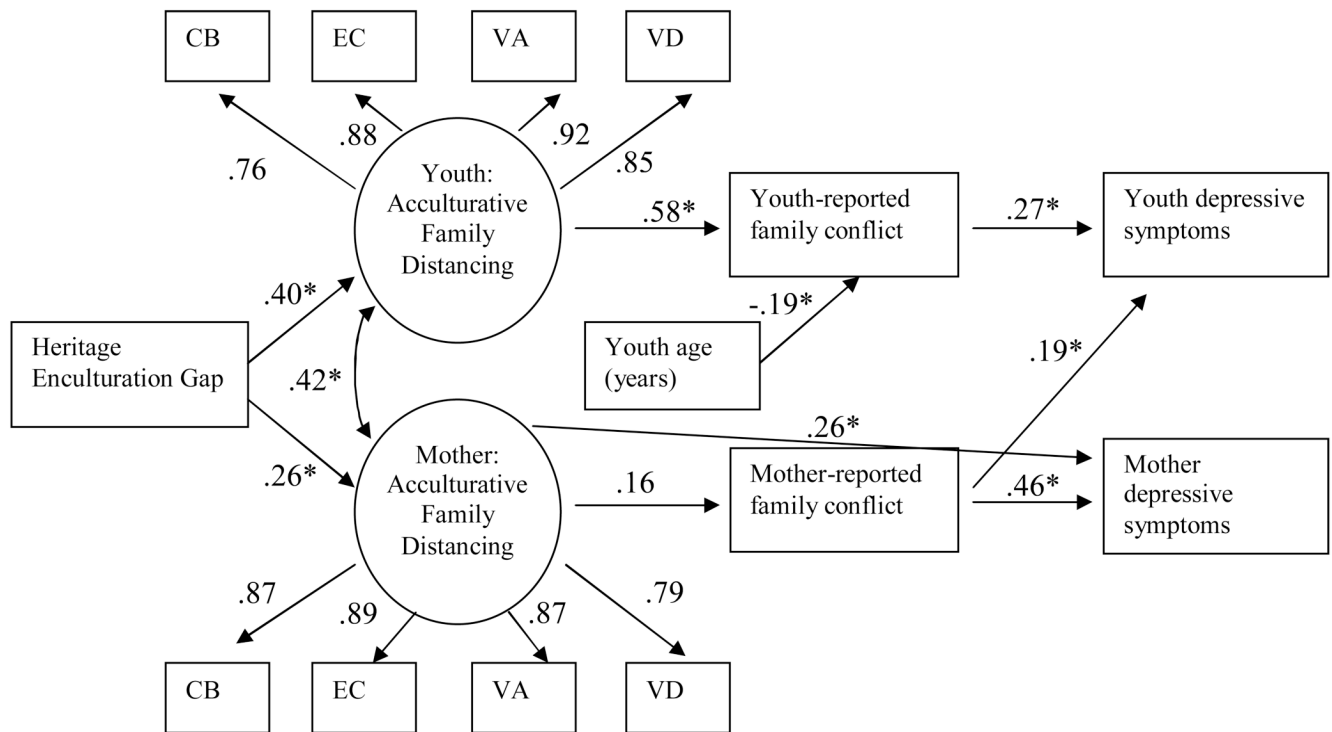 CB
EC
VA
VD
.76
.88
.92
.85
Youth:
Acculturative
Family
Distancing
.58*
Youth-reported
family conflict
.27*
Youth depressive
symptoms
.40*
-.19*
Heritage
Enculturation Gap
.42*
Youth age
(years)
.19*
.26*
.26*
Mother:
Acculturative
Family
Distancing
.16
Mother-reported
family conflict
.46*
Mother
depressive
symptoms
.87
.89
.87
.79
CB
EC
VA
VD